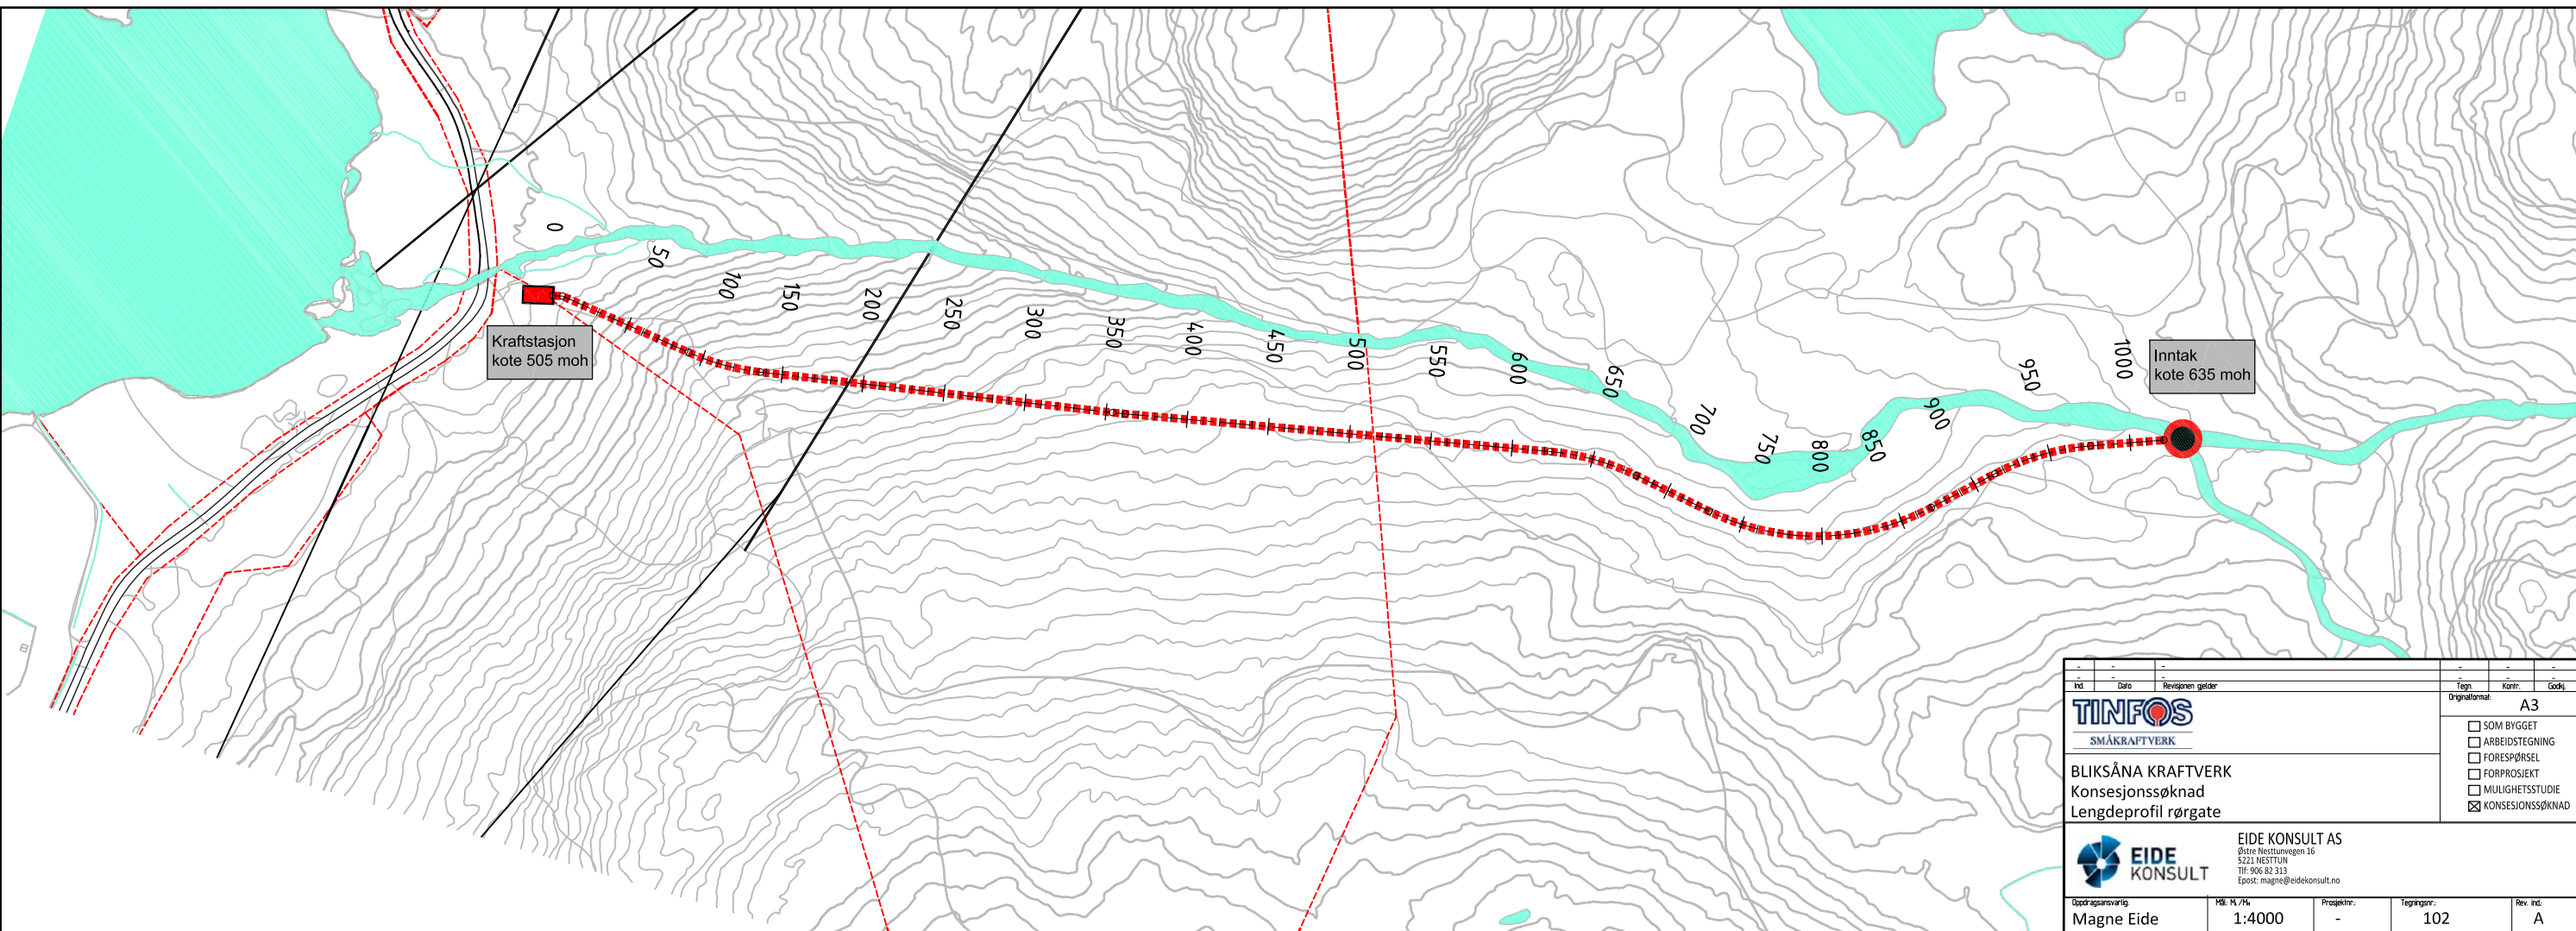 0
50
100
150
200
250
300
350
400
450
500
550
600
650
700
750
800
850
900
950
1000
Kraftstasjon
kote 505 moh
Inntak
kote 635 moh
- - - - - -
- - - - - -
Ind. Dato Revisjonen gjelder Tegn. Kontr. Godkj.
TINFOS
SMÅKRAFTVERK
Originalformat:
A3
SOM BYGGET
ARBEIDSTEGNING
FORESPØRSEL
FORPROSJEKT
MULIGHETSSTUDIE
KONSESJONSSØKNAD
BLIKSÅNA KRAFTVERK
Konsesjonssøknad
Lengdeprofil rørgate
EIDE
KONSULT
EIDE KONSULT AS
Østre Nesttunvegen 16
5221 NESTTUN
Tlf: 906 82 313
Epost: magne@eidekonsult.no
Oppdragsansvarlig: Prosjektnr.: Tegningsnr.: Rev. ind.:
Magne Eide 1:4000 - 102 A